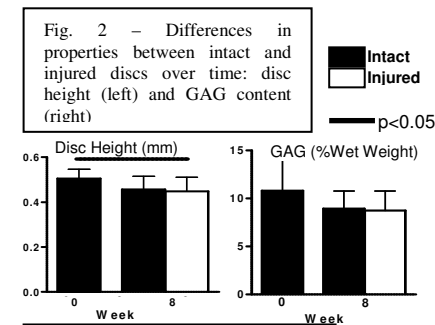 Fig. 2 – Differences in
properties between intact and
injured discs over time: disc
height (left) and GAG content
(right)
Intact
Injured
p<0.05
Disc Height (mm)
0.6
0.4
0.2
0.0
0 8
Week
GAG (%Wet Weight)
15
10
5
0
0 8
Week